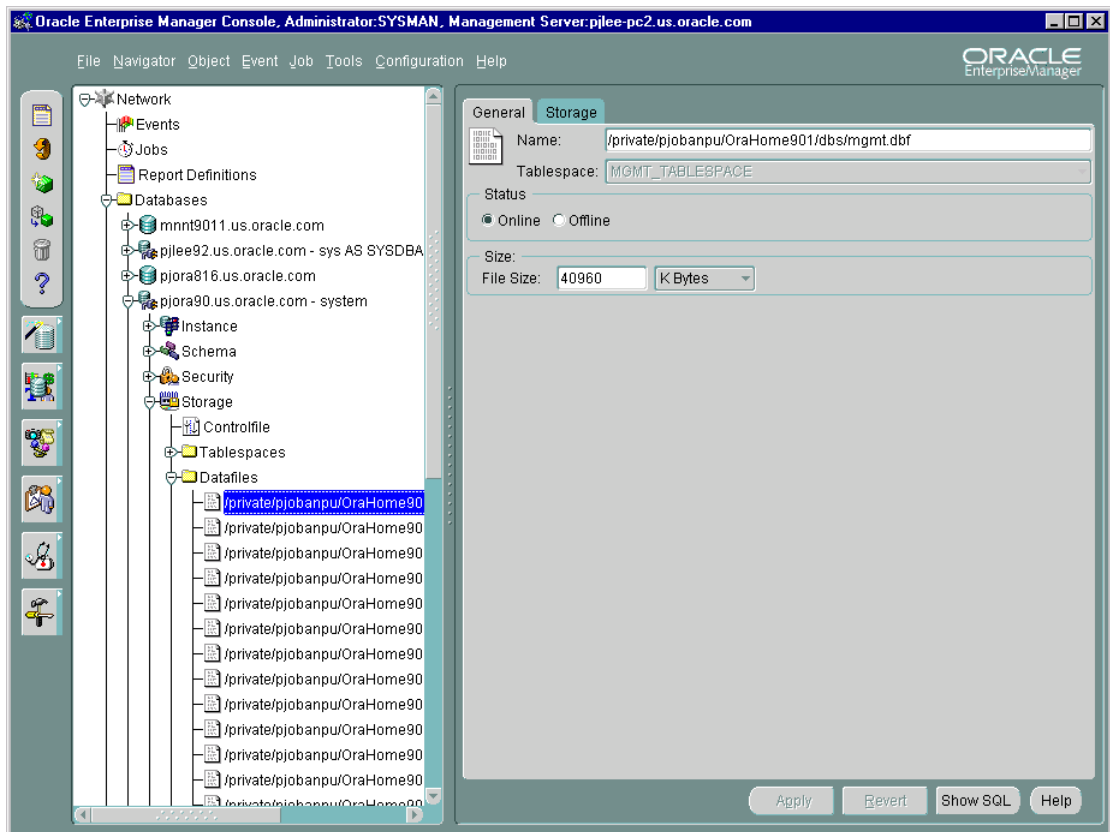 Oracle Enterprise Manager Console, Administrator:SYSMAN, Management Server:pjlee-pc2.us.oracle.com
File Navigator Object Event Job Tools Configuration Help
ORACLE
EnterpriseManager
Network
Events
Jobs
Report Definitions
Databases
mnnt9011.us.oracle.com
pjlee92.us.oracle.com - sys AS SYSDBA
pjora816.us.oracle.com
pjora90.us.oracle.com - system
Instance
Schema
Security
Storage
Controlfile
Tablespaces
Datafiles
/private/pjobanpu/OraHome90
/private/pjobanpu/OraHome90
/private/pjobanpu/OraHome90
/private/pjobanpu/OraHome90
/private/pjobanpu/OraHome90
/private/pjobanpu/OraHome90
/private/pjobanpu/OraHome90
/private/pjobanpu/OraHome90
/private/pjobanpu/OraHome90
/private/pjobanpu/OraHome90
/private/pjobanpu/OraHome90
/private/pjobanpu/OraHome90
/private/pjobanpu/OraHome90
General Storage
Name: /private/pjobanpu/OraHome901/dbs/mgmt.dbf
Tablespace: MGMT_TABLESPACE
Status
Online Offline
Size:
File Size: 40960 K Bytes
Apply Revert Show SQL Help